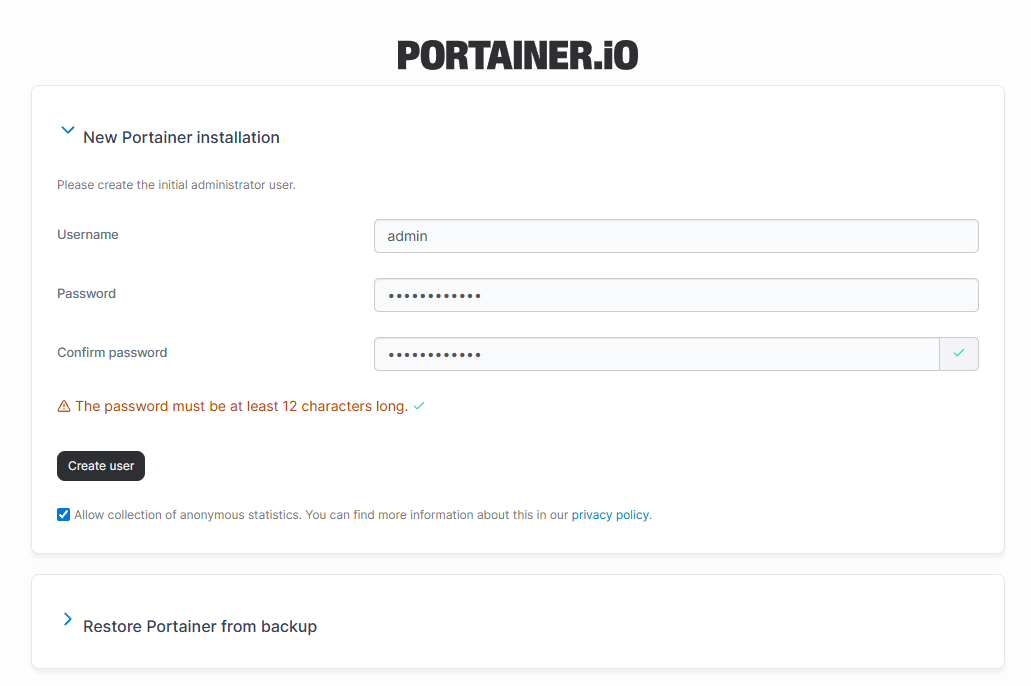 PORTAINER.iO
New Portainer installation
Please create the initial administrator user.
Username
admin
Password
••••••••••••
Confirm password
••••••••••••
The password must be at least 12 characters long.
Create user
Allow collection of anonymous statistics. You can find more information about this in our privacy policy.
Restore Portainer from backup